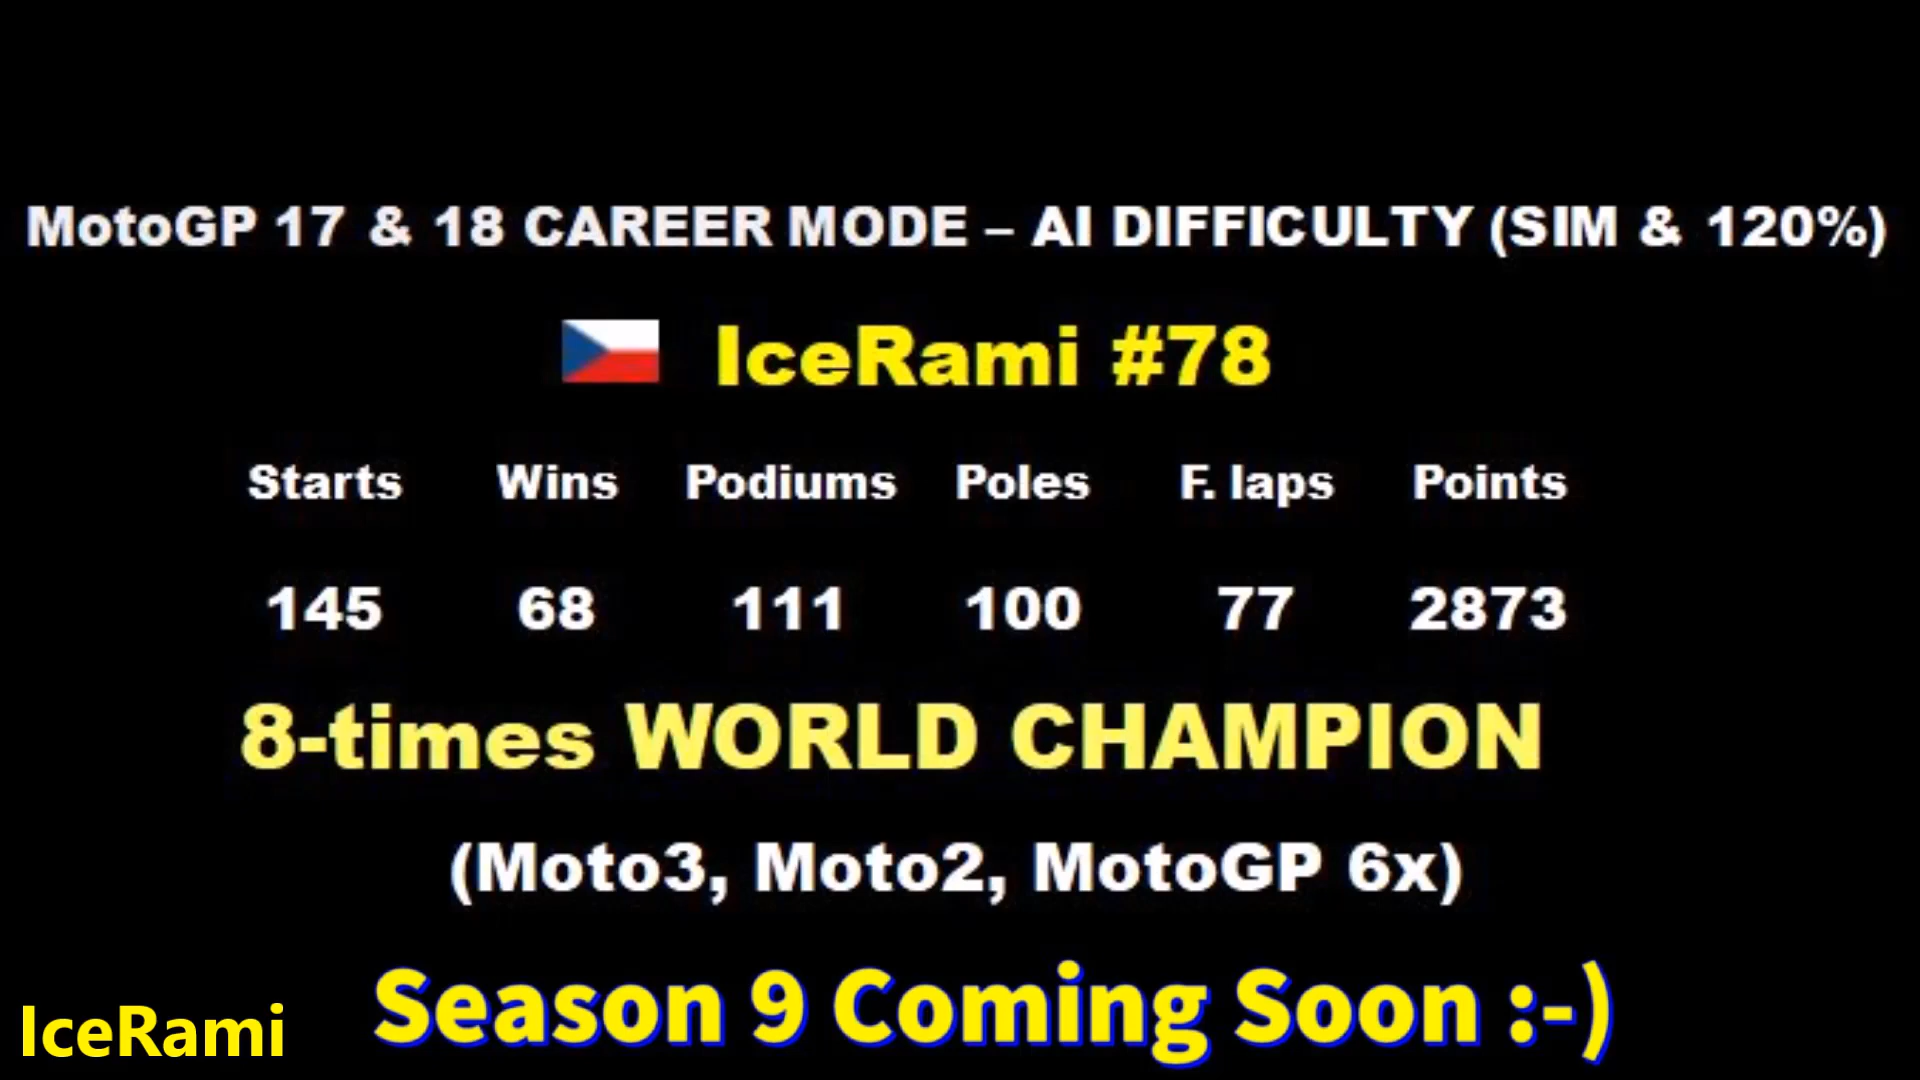 MotoGP 17 & 18 CAREER MODE – AI DIFFICULTY (SIM & 120%)
IceRami #78
Starts Wins Podiums Poles F. laps Points
145 68 111 100 77 2873
8-times WORLD CHAMPION
(Moto3, Moto2, MotoGP 6x)
Season 9 Coming Soon :-)
IceRami